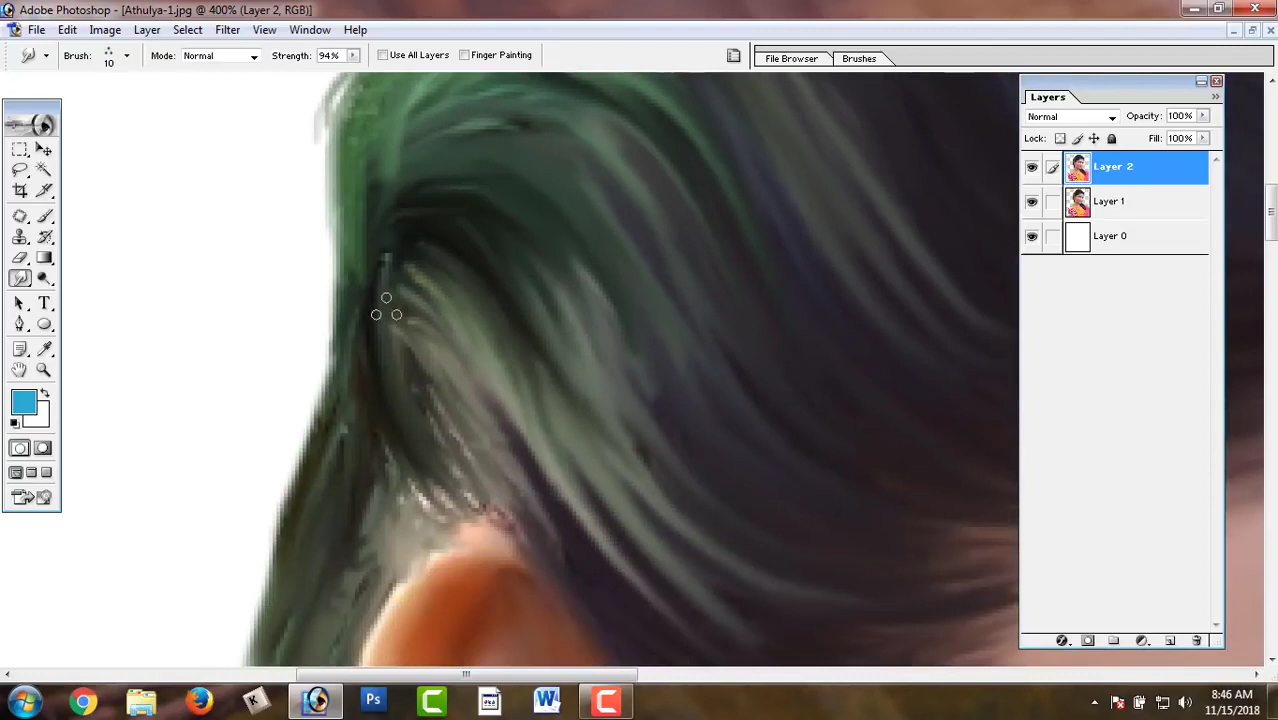 Adobe Photoshop - [Athulya-1.jpg @ 400% (Layer 2, RGB)]
File Edit Image Layer Select Filter View Window Help
Brush: 10 Mode: Normal Strength: 94% Use All Layers Finger Painting File Browser Brushes
Layers
Normal Opacity: 100%
Lock: Fill: 100%
Layer 2
Layer 1
Layer 0
T
Ps C W C
8:46 AM
11/15/2018